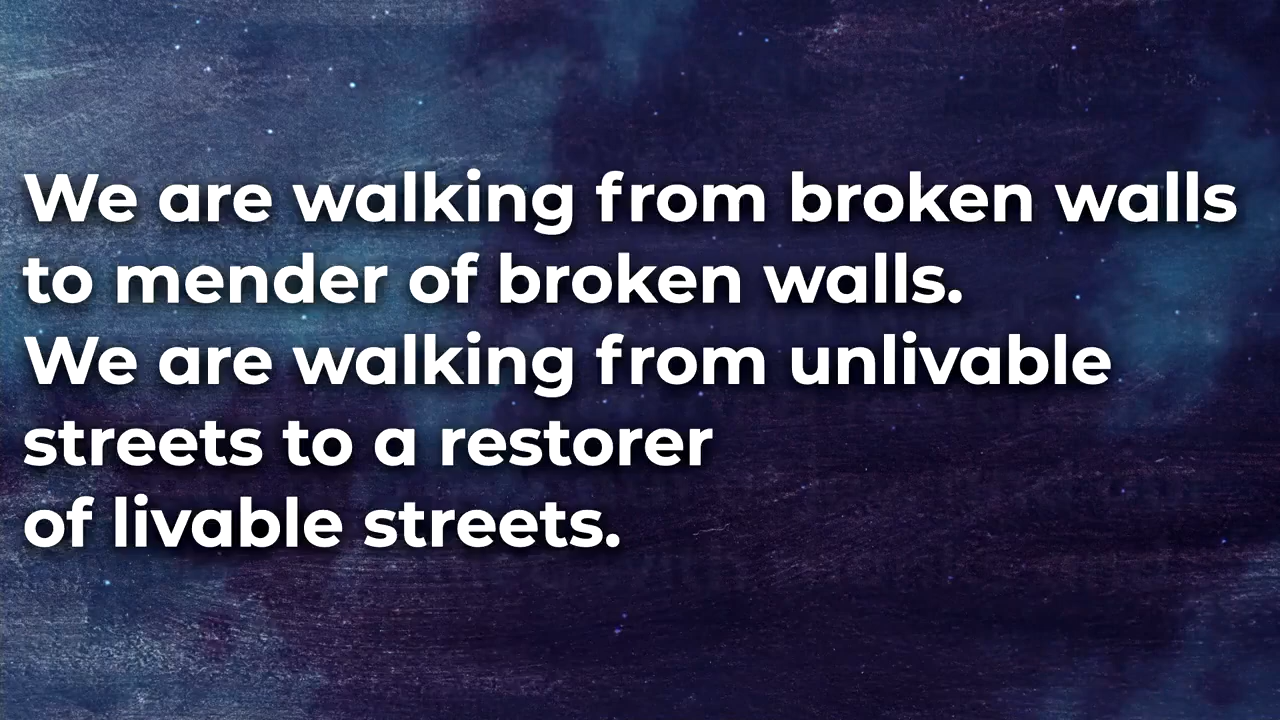 We are walking from broken walls
to mender of broken walls.
We are walking from unlivable
streets to a restorer
of livable streets.